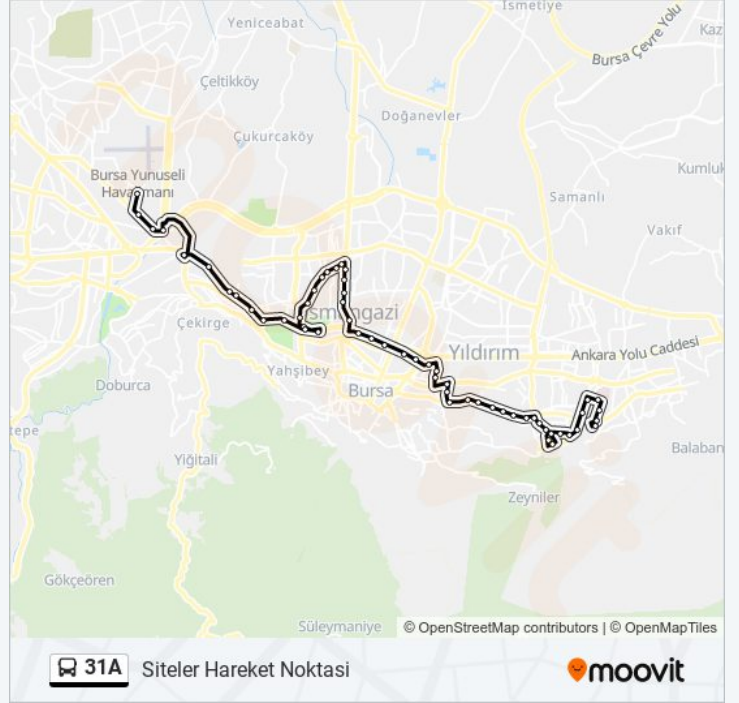 İsmetiye
Yeniceabat
Bursa Çevre Yolu
Kaz
Çeltikköy
Doğanevler
Çukurcaköy
Bursa Yunuseli
Havalimanı
Kumluk
Samanlı
Vakıf
Osmangazi
Çekirge
Yıldırım
Ankara Yolu Caddesi
Yahşibey
Doburca
Bursa
tepe
Balaban
Yiğitali
Zeyniler
Gökçeören
Süleymaniye
© OpenStreetMap contributors | © OpenMapTiles
31A Siteler Hareket Noktasi
moovit